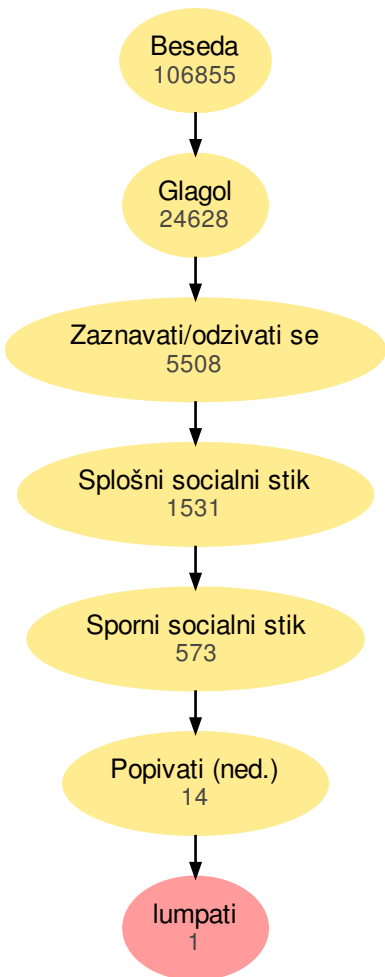 Beseda
106855
Glagol
24628
Zaznavati/odzivati se
5508
Splošni socialni stik
1531
Sporni socialni stik
573
Popivati (ned.)
14
lumpati
1